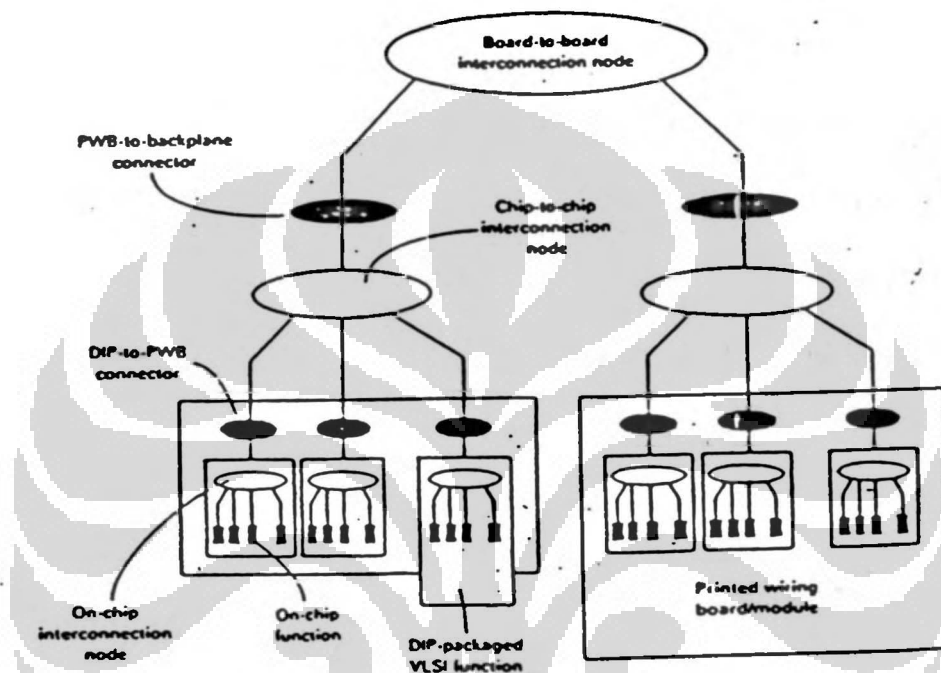 Board-to-board
interconnection node
PWB-to-backplane
connector
Chip-to-chip
interconnection
node
DIP-to-PWB
connector
On-chip
interconnection
node
On-chip
function
DIP-packaged
VLSI function
Printed wiring
board/module